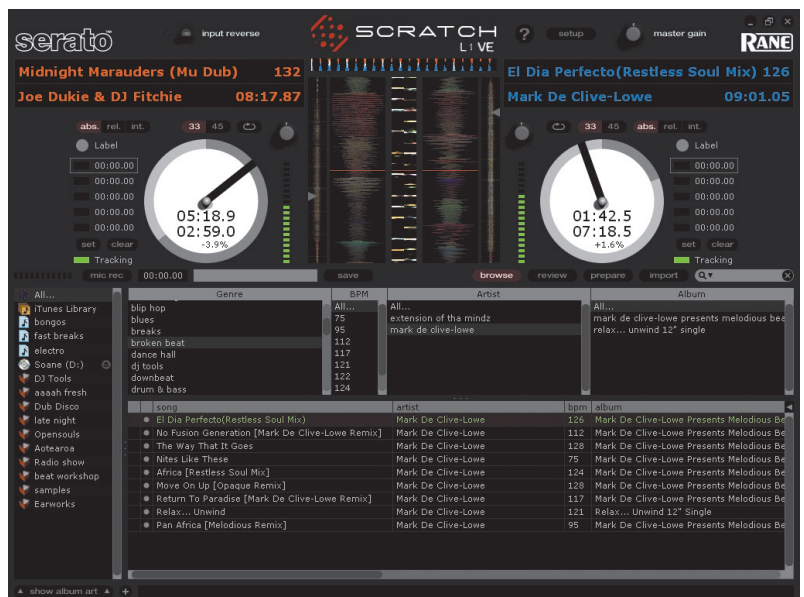 serato
input reverse
SCRATCH
L!VE
?
setup
master gain
RANE
Midnight Marauders (Mu Dub) 132
Joe Dukie & DJ Fitchie 08:17.87
El Dia Perfecto(Restless Soul Mix) 126
Mark De Clive-Lowe 09:01.05
abs. rel. int. 33 45
33 45 abs. rel. int.
Label
Label
00:00.00
00:00.00
00:00.00
00:00.00
00:00.00
00:00.00
00:00.00
00:00.00
00:00.00
00:00.00
05:18.9
02:59.0
-3.9%
01:42.5
07:18.5
+1.6%
set clear
set clear
Tracking
Tracking
mic rec 00:00.00 save browse review prepare import
All...
iTunes Library
bongos
fast breaks
electro
Soane (D:)
DJ Tools
aaaah fresh
Dub Disco
late night
Opensouls
Aotearoa
Radio show
beat workshop
samples
Earworks
Genre
blip hop
blues
breaks
broken beat
dance hall
dj tools
downbeat
drum & bass
BPM
All...
75
95
112
117
121
122
124
Artist
All...
extension of tha mindz
mark de clive-lowe
Album
All...
mark de clive-lowe presents melodious bea
relax... unwind 12" single
song artist bpm album
El Dia Perfecto(Restless Soul Mix) Mark De Clive-Lowe 126 Mark De Clive-Lowe Presents Melodious Be
No Fusion Generation [Mark De Clive-Lowe Remix] Mark De Clive-Lowe 112 Mark De Clive-Lowe Presents Melodious Be
The Way That It Goes Mark De Clive-Lowe 128 Mark De Clive-Lowe Presents Melodious Be
Nites Like These Mark De Clive-Lowe 75 Mark De Clive-Lowe Presents Melodious Be
Africa [Restless Soul Mix] Mark De Clive-Lowe 124 Mark De Clive-Lowe Presents Melodious Be
Move On Up [Opaque Remix] Mark De Clive-Lowe 128 Mark De Clive-Lowe Presents Melodious Be
Return To Paradise [Mark De Clive-Lowe Remix] Mark De Clive-Lowe 117 Mark De Clive-Lowe Presents Melodious Be
Relax... Unwind Mark De Clive-Lowe 121 Relax... Unwind 12" Single
Pan Africa [Melodious Remix] Mark De Clive-Lowe 95 Mark De Clive-Lowe Presents Melodious Be
show album art +